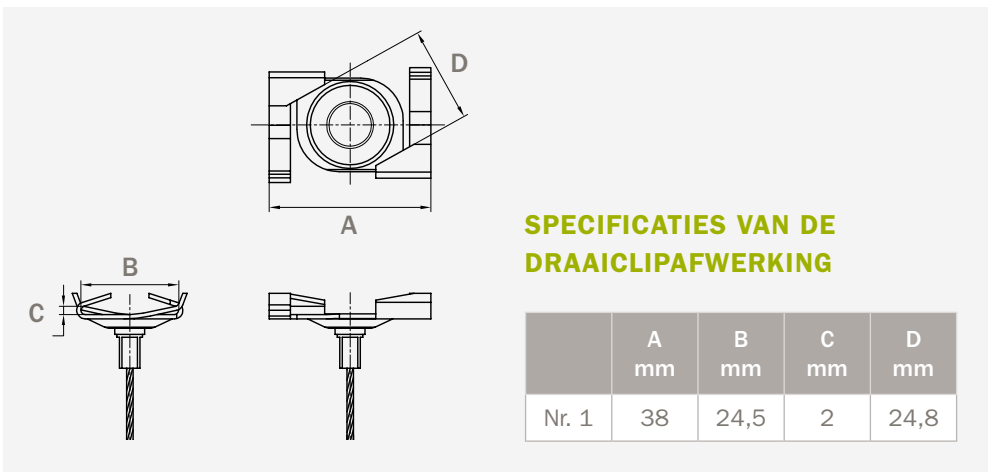 D
A
B
C
SPECIFICATIES VAN DE
DRAAICLIPAFWERKING
A B C D
mm mm mm mm
Nr. 1 38 24,5 2 24,8